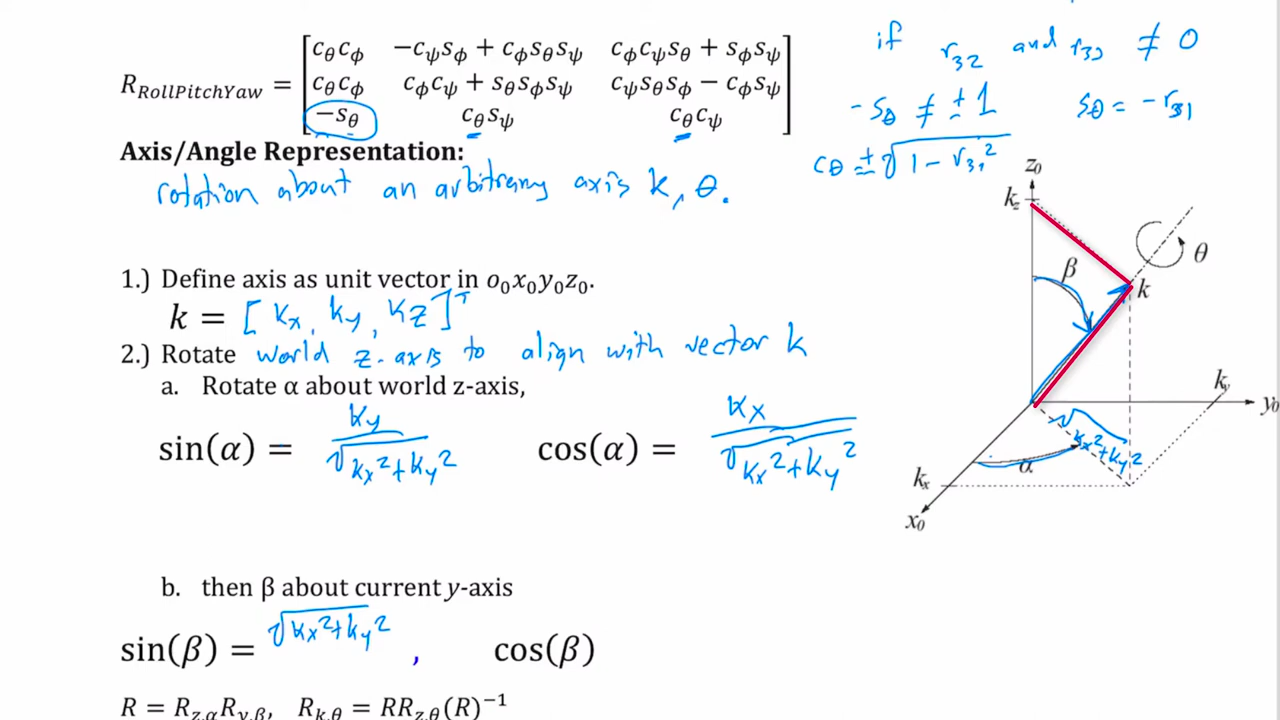 if r₃₂ and r₃₃ ≠ 0
R_RollPitchYaw = [ c_θc_ϕ   −c_ψs_ϕ + c_ϕs_θs_ψ   c_ϕc_ψs_θ + s_ϕs_ψ
c_θc_ϕ   c_ϕc_ψ + s_θs_ϕs_ψ   c_ψs_θs_ϕ − c_ϕs_ψ
−s_θ   c_θs_ψ   c_θc_ψ ]
-sθ ≠ ±1   sθ = -r₃₁
cθ = ±√(1 - r₃₁²)
Axis/Angle Representation:
rotation about an arbitrary axis k, θ.
1.) Define axis as unit vector in o₀x₀y₀z₀.
k = [kx, ky, kz]ᵀ
2.) Rotate world z-axis to align with vector k
a. Rotate α about world z-axis,
sin(α) = ky / √(kx²+ky²)   cos(α) = kx / √(kx²+ky²)
b. then β about current y-axis
sin(β) = √(kx²+ky²) , cos(β)
R = R_z,α R_y,β,   R_k,θ = RR_z,θ(R)⁻¹
z₀
k_z
β
θ
k
k_y
y₀
√(kx²+ky²)
α
k_x
x₀